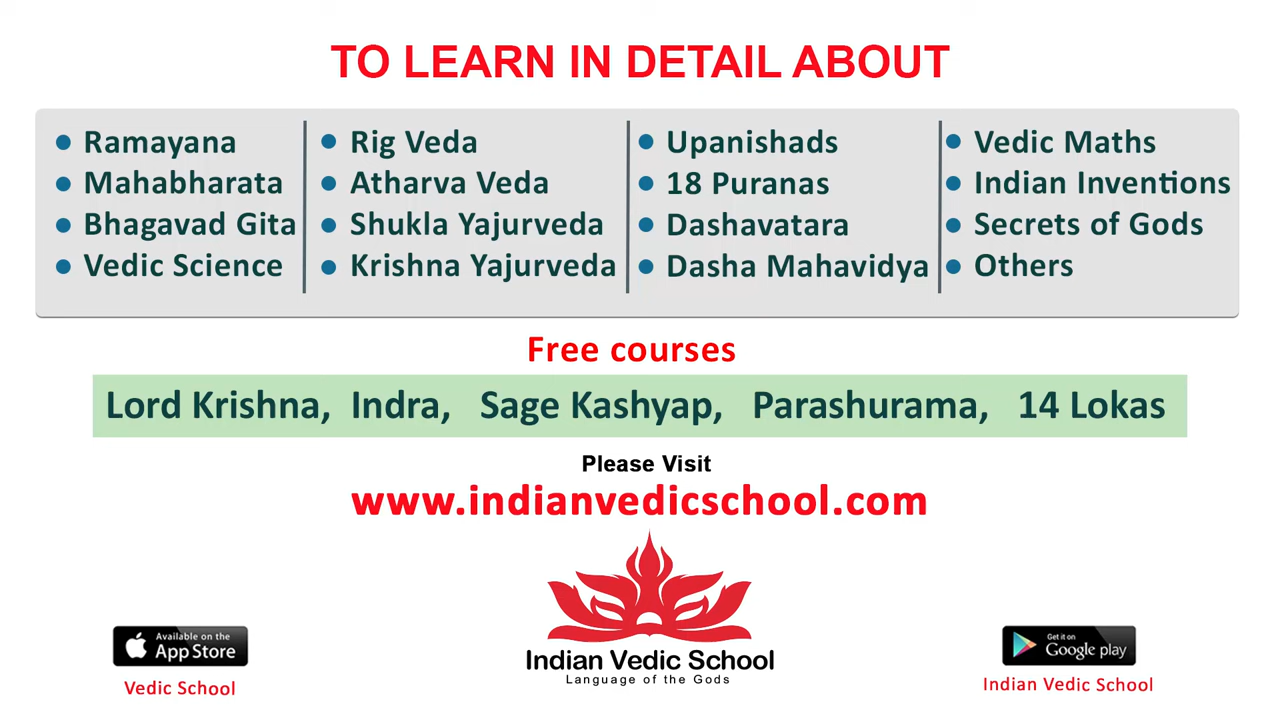 TO LEARN IN DETAIL ABOUT
Ramayana
Mahabharata
Bhagavad Gita
Vedic Science
Rig Veda
Atharva Veda
Shukla Yajurveda
Krishna Yajurveda
Upanishads
18 Puranas
Dashavatara
Dasha Mahavidya
Vedic Maths
Indian Inventions
Secrets of Gods
Others
Free courses
Lord Krishna, Indra, Sage Kashyap, Parashurama, 14 Lokas
Please Visit
www.indianvedicschool.com
Available on the
App Store
Vedic School
Indian Vedic School
Language of the Gods
Get it on
Google play
Indian Vedic School